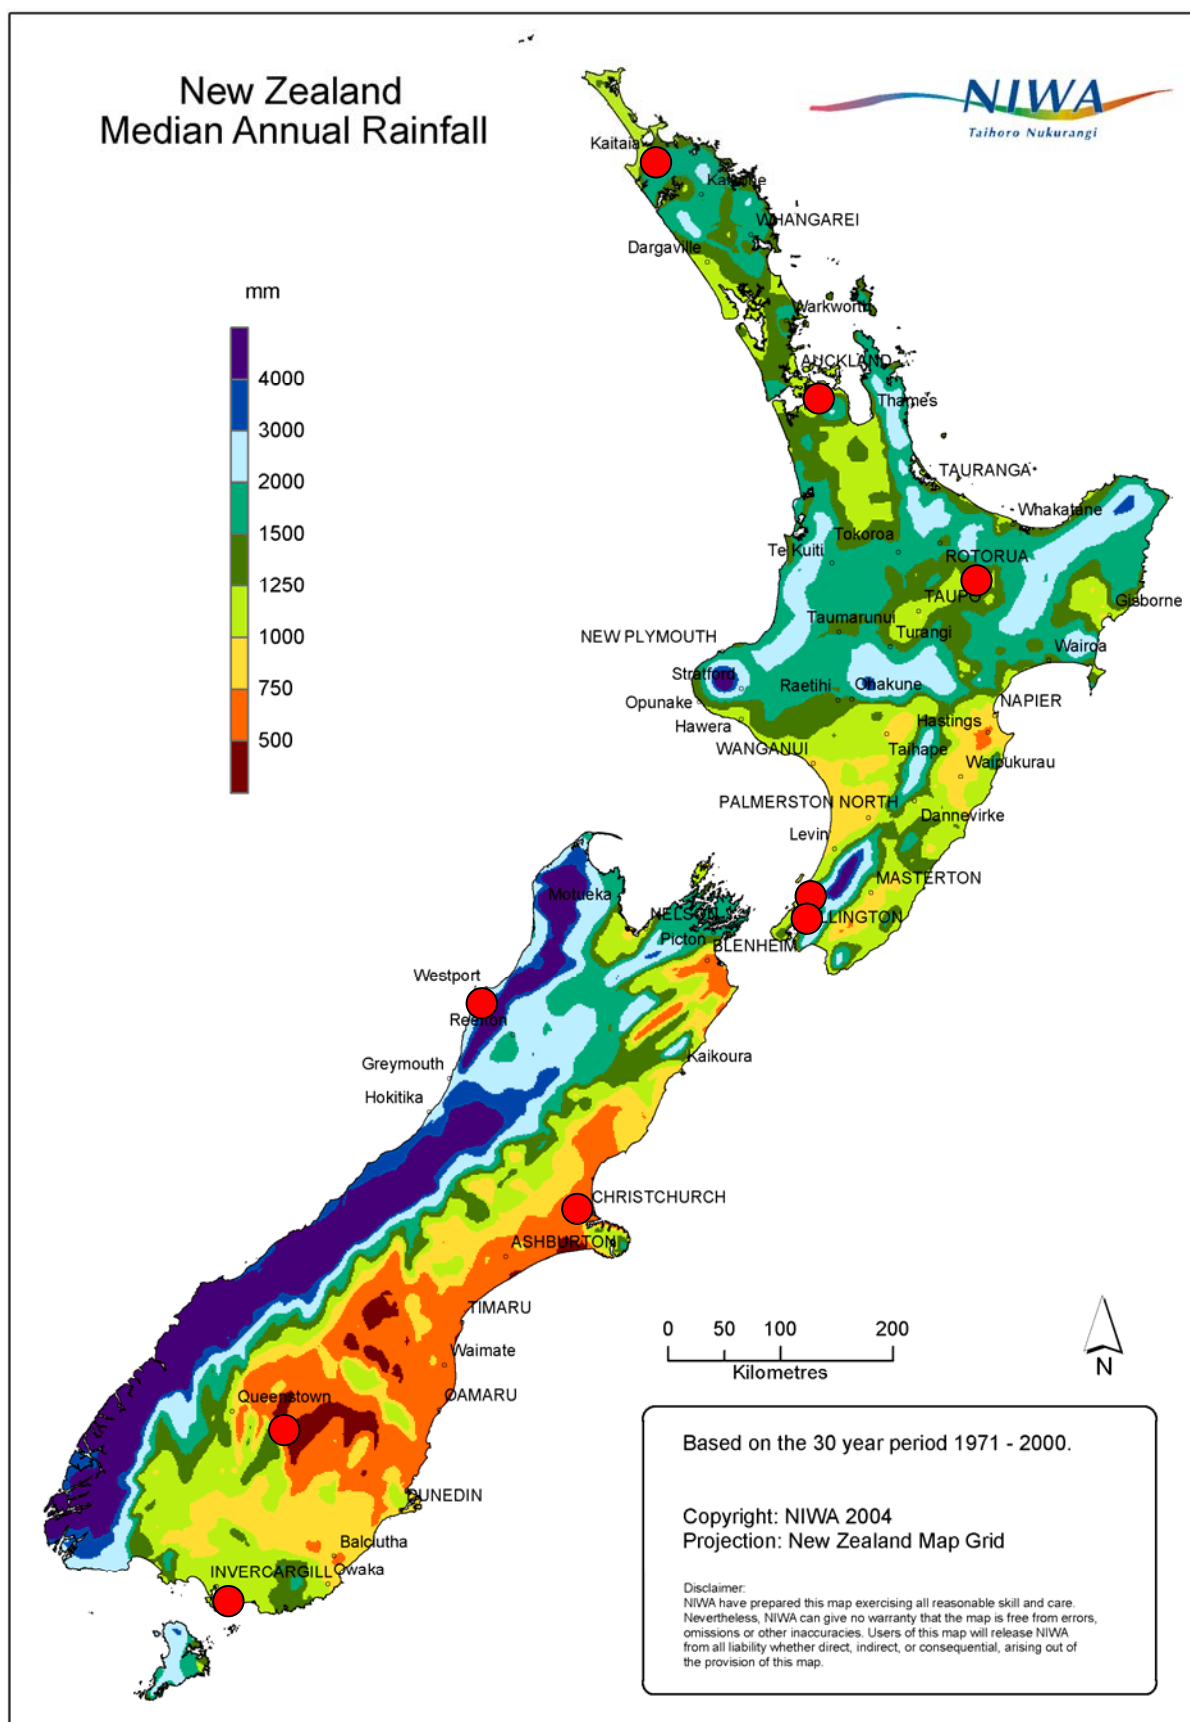 New Zealand
Median Annual Rainfall
NIWA
Taihoro Nukurangi
mm
4000
3000
2000
1500
1250
1000
750
500
Kaitaia
WHANGAREI
Dargaville
Warkworth
AUCKLAND
Thames
TAURANGA
Whakatane
Tokoroa
Te Kuiti
ROTORUA
TAUPO
Gisborne
Taumarunui
Turangi
NEW PLYMOUTH
Wairoa
Stratford
Raetihi
Ohakune
Opunake
NAPIER
Hawera
Hastings
WANGANUI
Taihape
Waipukurau
PALMERSTON NORTH
Dannevirke
Levin
MASTERTON
Motueka
NELSON
LLINGTON
Picton
BLENHEIM
Westport
Reefton
Kaikoura
Greymouth
Hokitika
CHRISTCHURCH
ASHBURTON
TIMARU
Waimate
Queenstown
OAMARU
DUNEDIN
Balclutha
INVERCARGILL
Owaka
0 50 100 200
Kilometres
N
Based on the 30 year period 1971 - 2000.
Copyright: NIWA 2004
Projection: New Zealand Map Grid
Disclaimer:
NIWA have prepared this map exercising all reasonable skill and care.
Nevertheless, NIWA can give no warranty that the map is free from errors,
omissions or other inaccuracies. Users of this map will release NIWA
from all liability whether direct, indirect, or consequential, arising out of
the provision of this map.